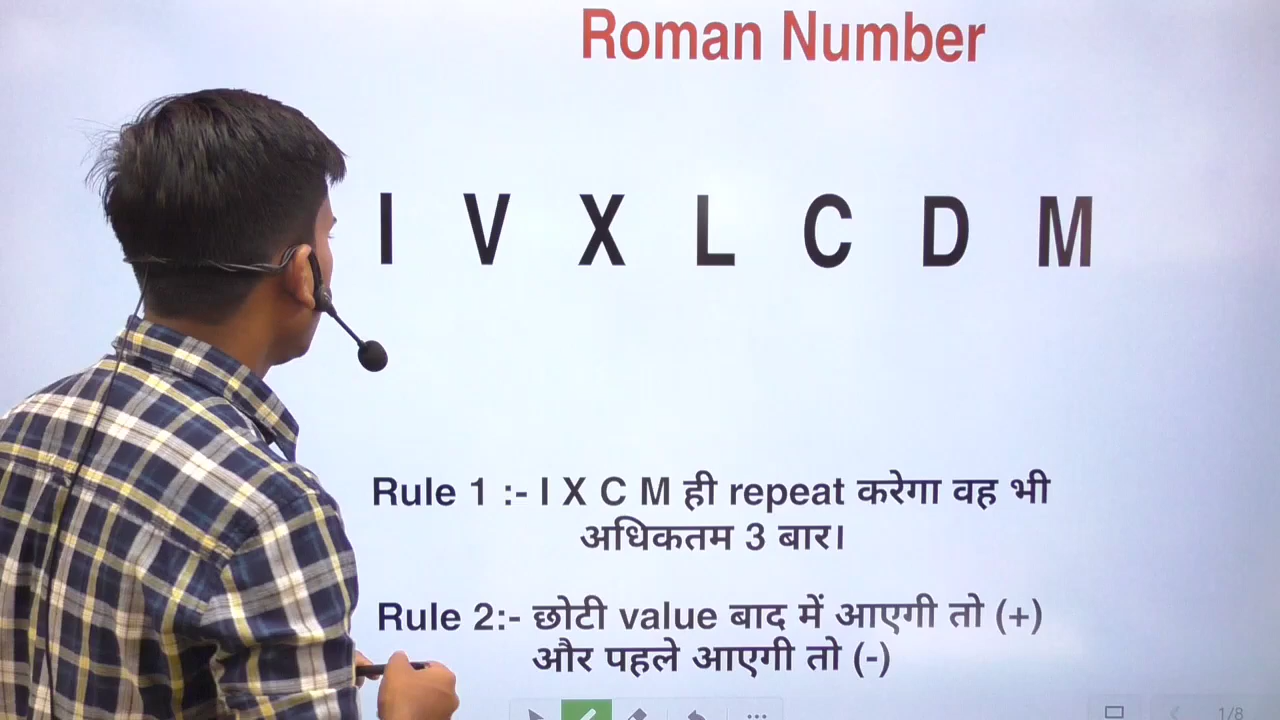 Roman Number
I V X L C D M
Rule 1 :- I X C M ही repeat करेगा वह भी
अधिकतम 3 बार।
Rule 2:- छोटी value बाद में आएगी तो (+)
और पहले आएगी तो (-)
1/8